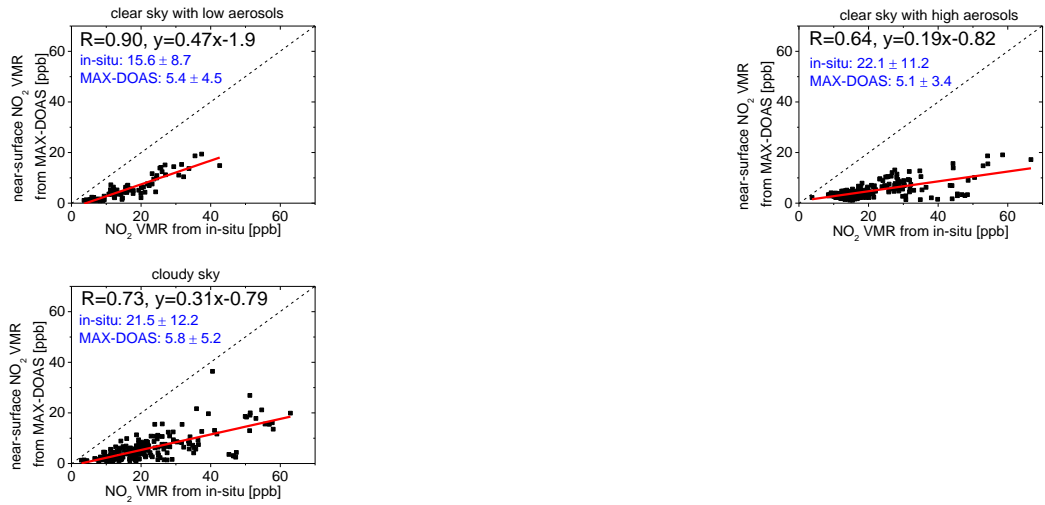 clear sky with low aerosols
R=0.90, y=0.47x-1.9
in-situ: 15.6 ± 8.7
MAX-DOAS: 5.4 ± 4.5
near-surface NO₂ VMR
from MAX-DOAS [ppb]
60
40
20
0
0 20 40 60
NO₂ VMR from in-situ [ppb]
clear sky with high aerosols
R=0.64, y=0.19x-0.82
in-situ: 22.1 ± 11.2
MAX-DOAS: 5.1 ± 3.4
near-surface NO₂ VMR
from MAX-DOAS [ppb]
60
40
20
0
0 20 40 60
NO₂ VMR from in-situ [ppb]
cloudy sky
R=0.73, y=0.31x-0.79
in-situ: 21.5 ± 12.2
MAX-DOAS: 5.8 ± 5.2
near-surface NO₂ VMR
from MAX-DOAS [ppb]
60
40
20
0
0 20 40 60
NO₂ VMR from in-situ [ppb]